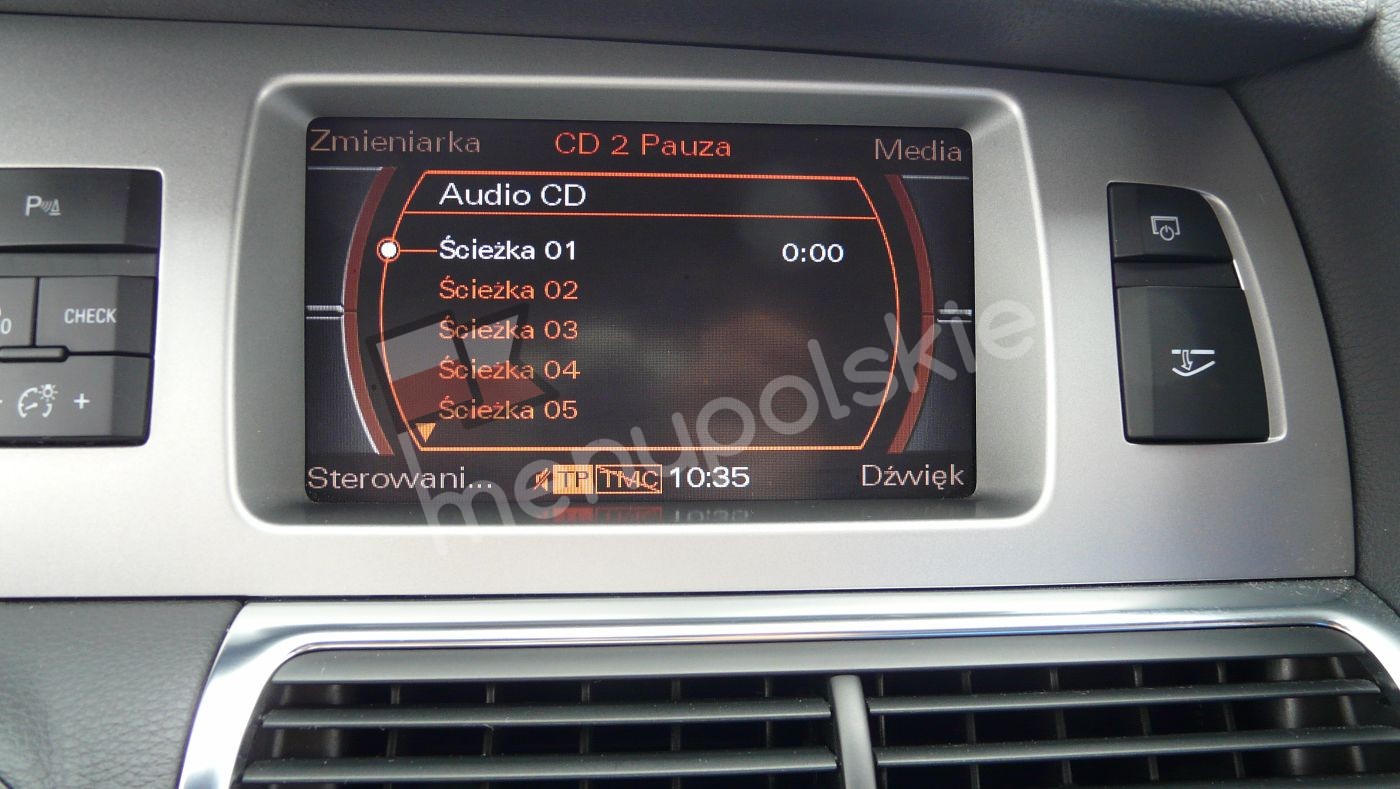 Zmieniarka CD 2 Pauza Media
Audio CD
Ścieżka 01 0:00
Ścieżka 02
Ścieżka 03
Ścieżka 04
Ścieżka 05
Sterowani... TP TMC 10:35 Dźwięk
P
CHECK
- +
menupolskie